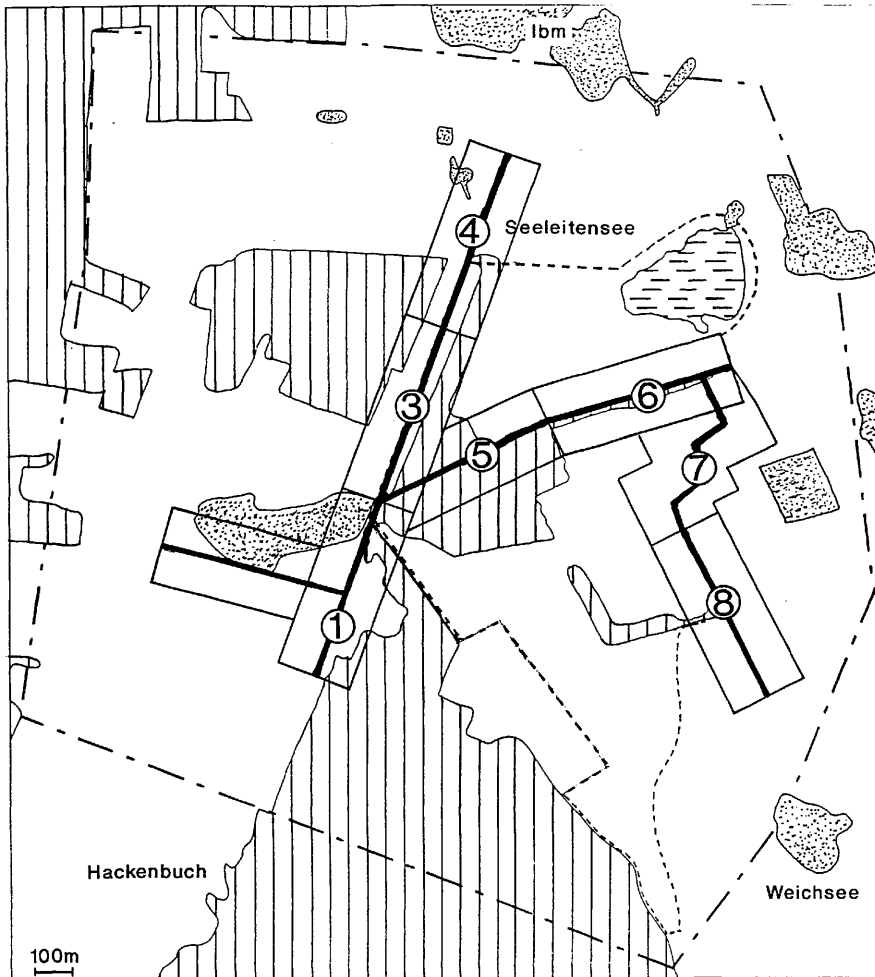 Ibm
④
Seeleitensee
③
⑥
⑤
⑦
⑧
①
Hackenbuch
Weichsee
100m